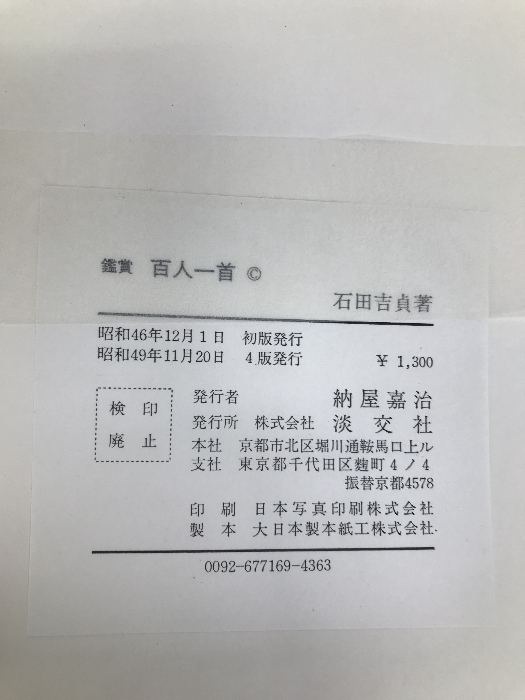 鑑賞 百人一首 ©
石田吉貞著
昭和46年12月1日 初版発行
昭和49年11月20日 4版発行 ¥1,300
検印
廃止
発行者 納屋嘉治
発行所 株式会社 淡交社
本社 京都市北区堀川通鞍馬口上ル
支社 東京都千代田区麹町4ノ4
振替京都4578
印刷 日本写真印刷株式会社
製本 大日本製本紙工株式会社
0092-677169-4363